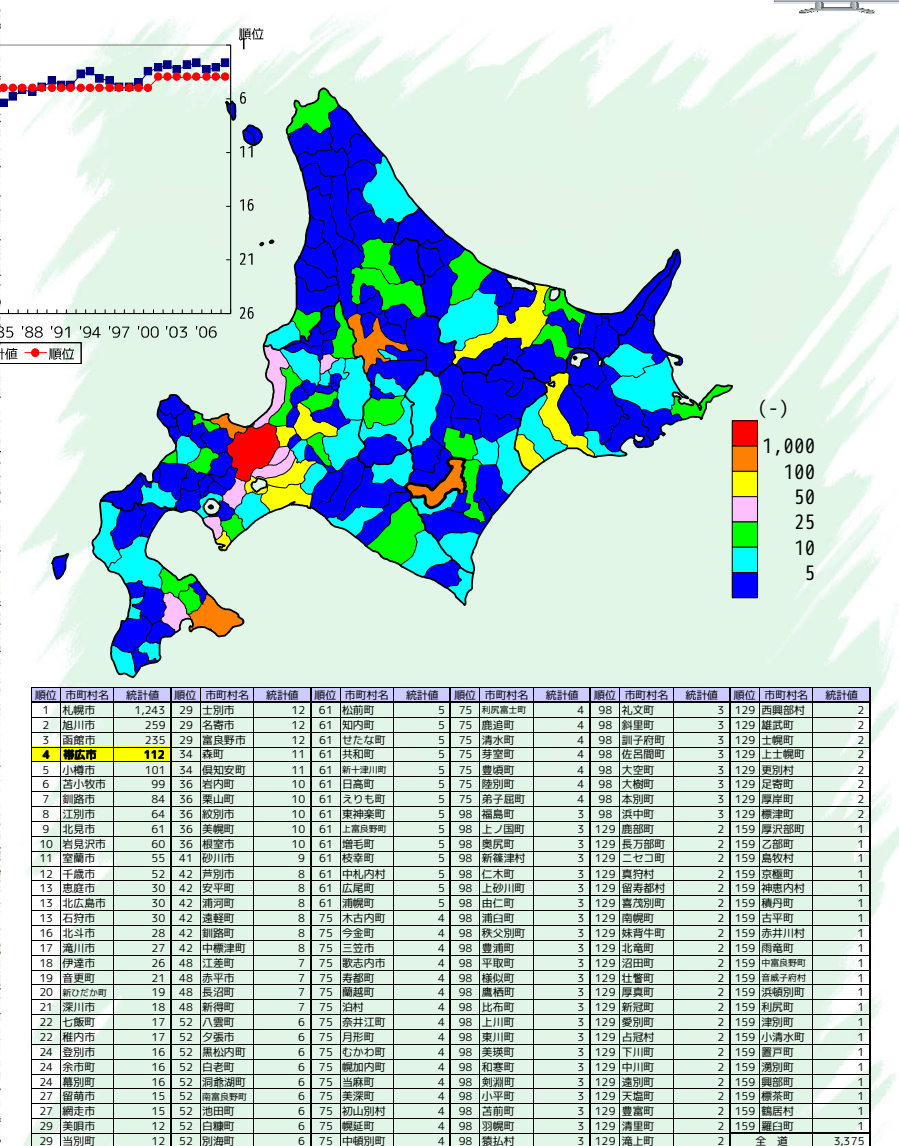 順位
1
6
11
16
21
26
85 '88 '91 '94 '97 '00 '03 '06
計値 順位
(-)
1,000
100
50
25
10
5
順位 市町村名 統計値 順位 市町村名 統計値 順位 市町村名 統計値 順位 市町村名 統計値 順位 市町村名 統計値 順位 市町村名 統計値
1 札幌市 1,243 29 士別市 12 61 松前町 5 75 利尻富士町 4 98 礼文町 3 129 西興部村 2
2 旭川市 259 29 名寄市 12 61 知内町 5 75 鹿追町 4 98 斜里町 3 129 雄武町 2
3 函館市 235 29 富良野市 12 61 せたな町 5 75 清水町 4 98 訓子府町 3 129 士幌町 2
4 帯広市 112 34 森町 11 61 共和町 5 75 芽室町 4 98 佐呂間町 3 129 上士幌町 2
5 小樽市 101 34 倶知安町 11 61 新十津川町 5 75 豊頃町 4 98 大空町 3 129 更別村 2
6 苫小牧市 99 36 岩内町 10 61 日高町 5 75 陸別町 4 98 大樹町 3 129 足寄町 2
7 釧路市 84 36 栗山町 10 61 えりも町 5 75 弟子屈町 4 98 本別町 3 129 厚岸町 2
8 江別市 64 36 紋別市 10 61 東神楽町 5 98 福島町 3 98 浜中町 3 129 標津町 2
9 北見市 61 36 美幌町 10 61 上富良野町 5 98 上ノ国町 3 129 鹿部町 2 159 厚沢部町 1
10 岩見沢市 60 36 根室市 10 61 増毛町 5 98 奥尻町 3 129 長万部町 2 159 乙部町 1
11 室蘭市 55 41 砂川市 9 61 枝幸町 5 98 新篠津村 3 129 ニセコ町 2 159 島牧村 1
12 千歳市 52 42 芦別市 8 61 中札内村 5 98 仁木町 3 129 真狩村 2 159 京極町 1
13 恵庭市 30 42 安平町 8 61 広尾町 5 98 上砂川町 3 129 留寿都村 2 159 神恵内村 1
13 北広島市 30 42 浦河町 8 61 浦幌町 5 98 由仁町 3 129 喜茂別町 2 159 積丹町 1
13 石狩市 30 42 遠軽町 8 75 木古内町 4 98 浦臼町 3 129 南幌町 2 159 古平町 1
16 北斗市 28 42 釧路町 8 75 今金町 4 98 秩父別町 3 129 妹背牛町 2 159 赤井川村 1
17 滝川市 27 42 中標津町 8 75 三笠市 4 98 豊浦町 3 129 北竜町 2 159 雨竜町 1
18 伊達市 26 48 江差町 7 75 歌志内市 4 98 平取町 3 129 沼田町 2 159 中富良野町 1
19 音更町 21 48 赤平市 7 75 寿都町 4 98 様似町 3 129 壮瞥町 2 159 音威子府村 1
20 新ひだか町 19 48 長沼町 7 75 蘭越町 4 98 鷹栖町 3 129 厚真町 2 159 浜頓別町 1
21 深川市 18 48 新得町 7 75 泊村 4 98 比布町 3 129 新冠町 2 159 利尻町 1
22 七飯町 17 52 八雲町 6 75 奈井江町 4 98 上川町 3 129 愛別町 2 159 津別町 1
22 稚内市 17 52 夕張市 6 75 月形町 4 98 東川町 3 129 占冠村 2 159 小清水町 1
24 登別市 16 52 黒松内町 6 75 むかわ町 4 98 美瑛町 3 129 下川町 2 159 置戸町 1
24 余市町 16 52 白老町 6 75 幌加内町 4 98 和寒町 3 129 中川町 2 159 湧別町 1
24 幕別町 16 52 洞爺湖町 6 75 当麻町 4 98 剣淵町 3 129 遠別町 2 159 興部町 1
27 留萌市 15 52 南富良野町 6 75 美深町 4 98 小平町 3 129 天塩町 2 159 標茶町 1
27 網走市 15 52 池田町 6 75 初山別村 4 98 苫前町 3 129 豊富町 2 159 鶴居村 1
29 美唄市 12 52 白糠町 6 75 幌延町 4 98 羽幌町 3 129 清里町 2 159 羅臼町 1
29 当別町 12 52 別海町 6 75 中頓別町 4 98 猿払村 3 129 滝上町 2 全 道 3,375